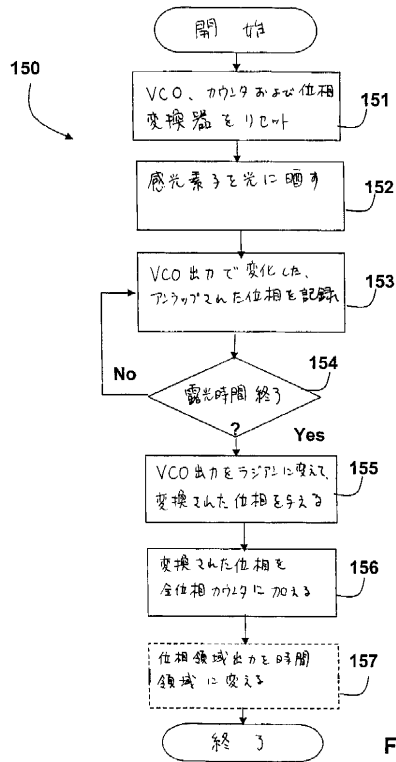 開始
150
VCO、カウンタおよび位相
変換器をリセット
151
感光素子を光に晒す
152
VCO出力で変化した、
アンラップされた位相を記録
153
154
No
露光時間終了
?
Yes
VCO出力をラジアンに変えて、
変換された位相を与える
155
変換された位相を
全位相カウンタに加える
156
位相領域出力を時間
領域に変える
157
終了
F